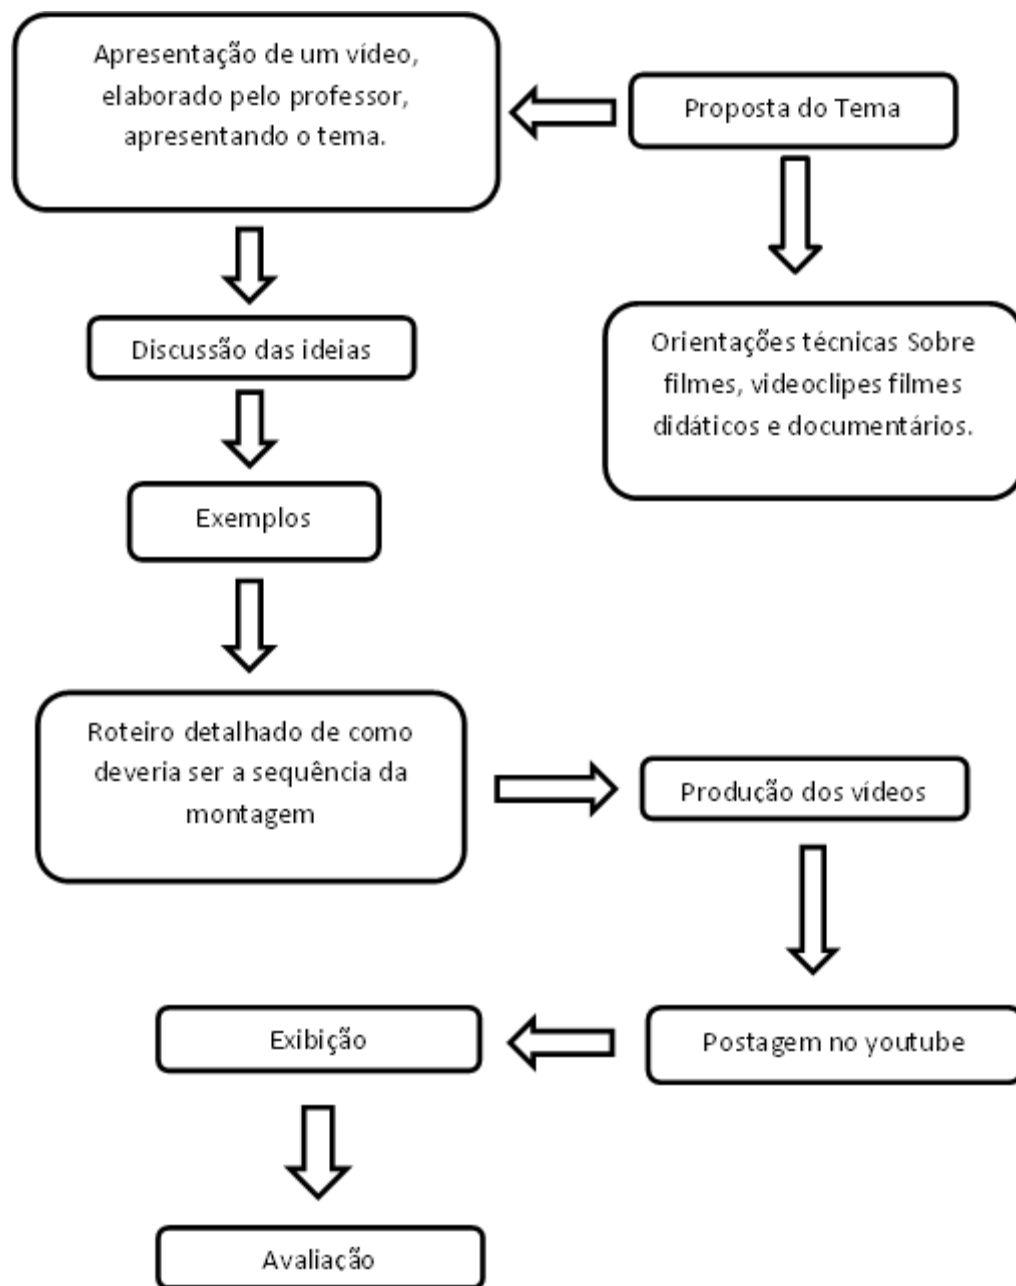 Apresentação de um vídeo,
elaborado pelo professor,
apresentando o tema.
Proposta do Tema
Discussão das ideias
Orientações técnicas Sobre
filmes, videoclipes filmes
didáticos e documentários.
Exemplos
Roteiro detalhado de como
deveria ser a sequência da
montagem
Produção dos vídeos
Exibição
Postagem no youtube
Avaliação